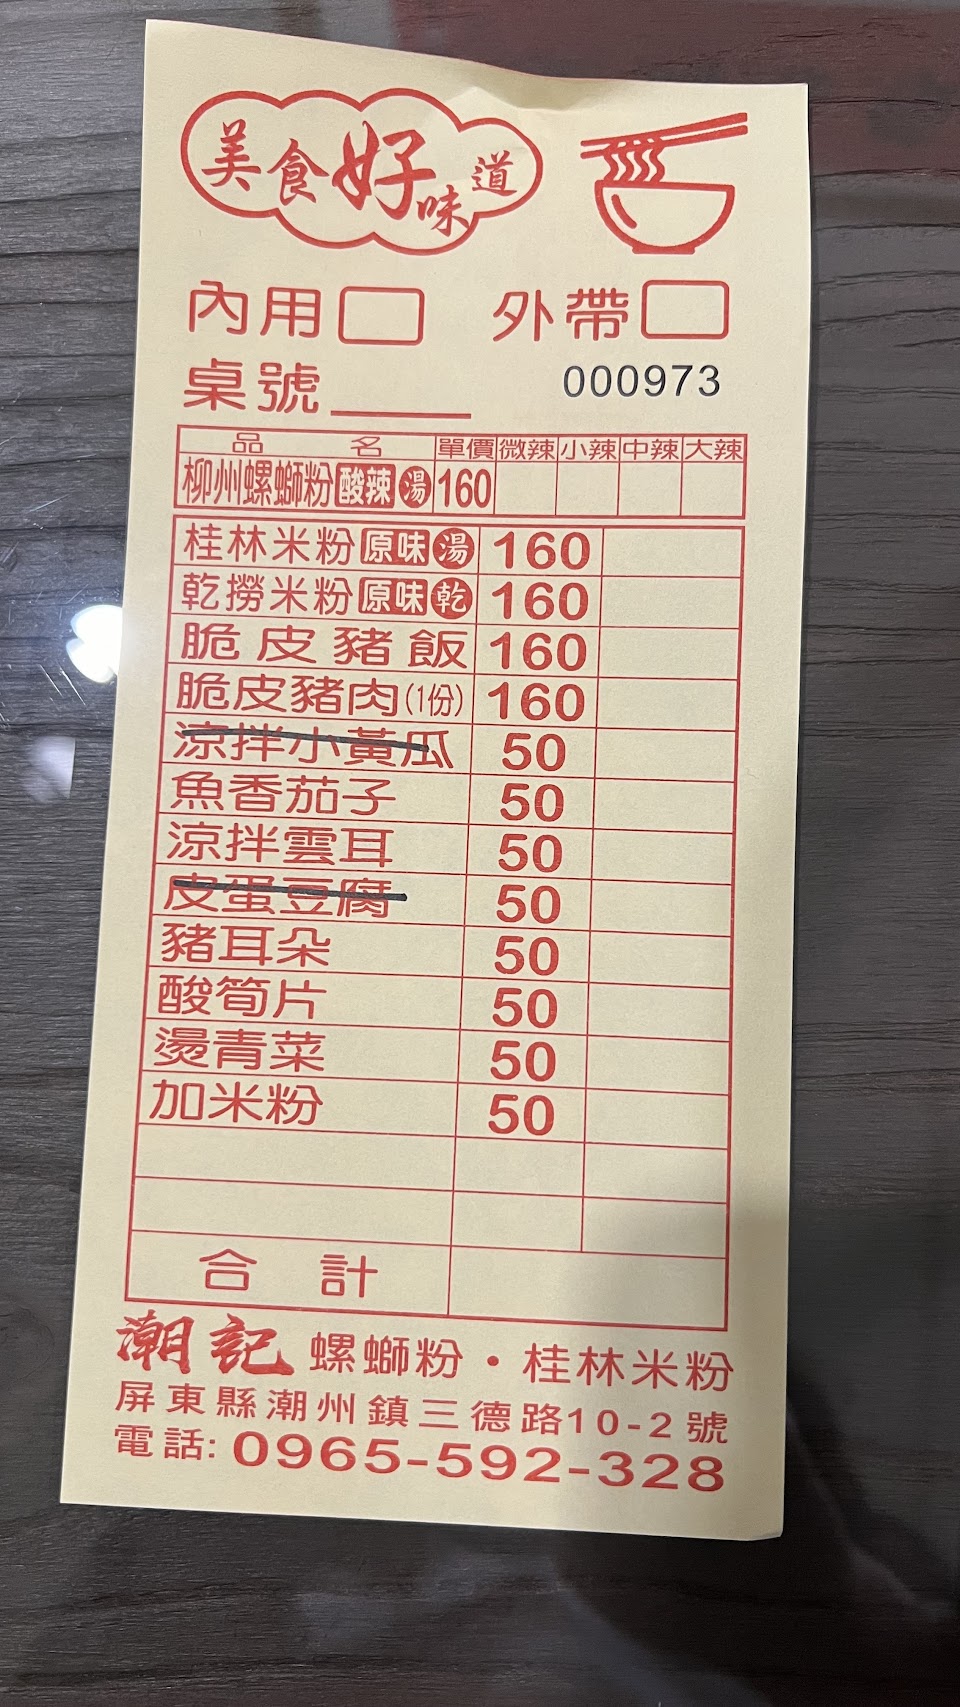 美食好味道
內用 外帶
桌號 000973
品名 單價 微辣 小辣 中辣 大辣
柳州螺螄粉 酸辣 湯 160
桂林米粉 原味 湯 160
乾撈米粉 原味 乾 160
脆皮豬飯 160
脆皮豬肉(1份) 160
涼拌小黃瓜 50
魚香茄子 50
涼拌雲耳 50
皮蛋豆腐 50
豬耳朵 50
酸筍片 50
燙青菜 50
加米粉 50
合計
潮記 螺螄粉・桂林米粉
屏東縣潮州鎮三德路10-2號
電話: 0965-592-328